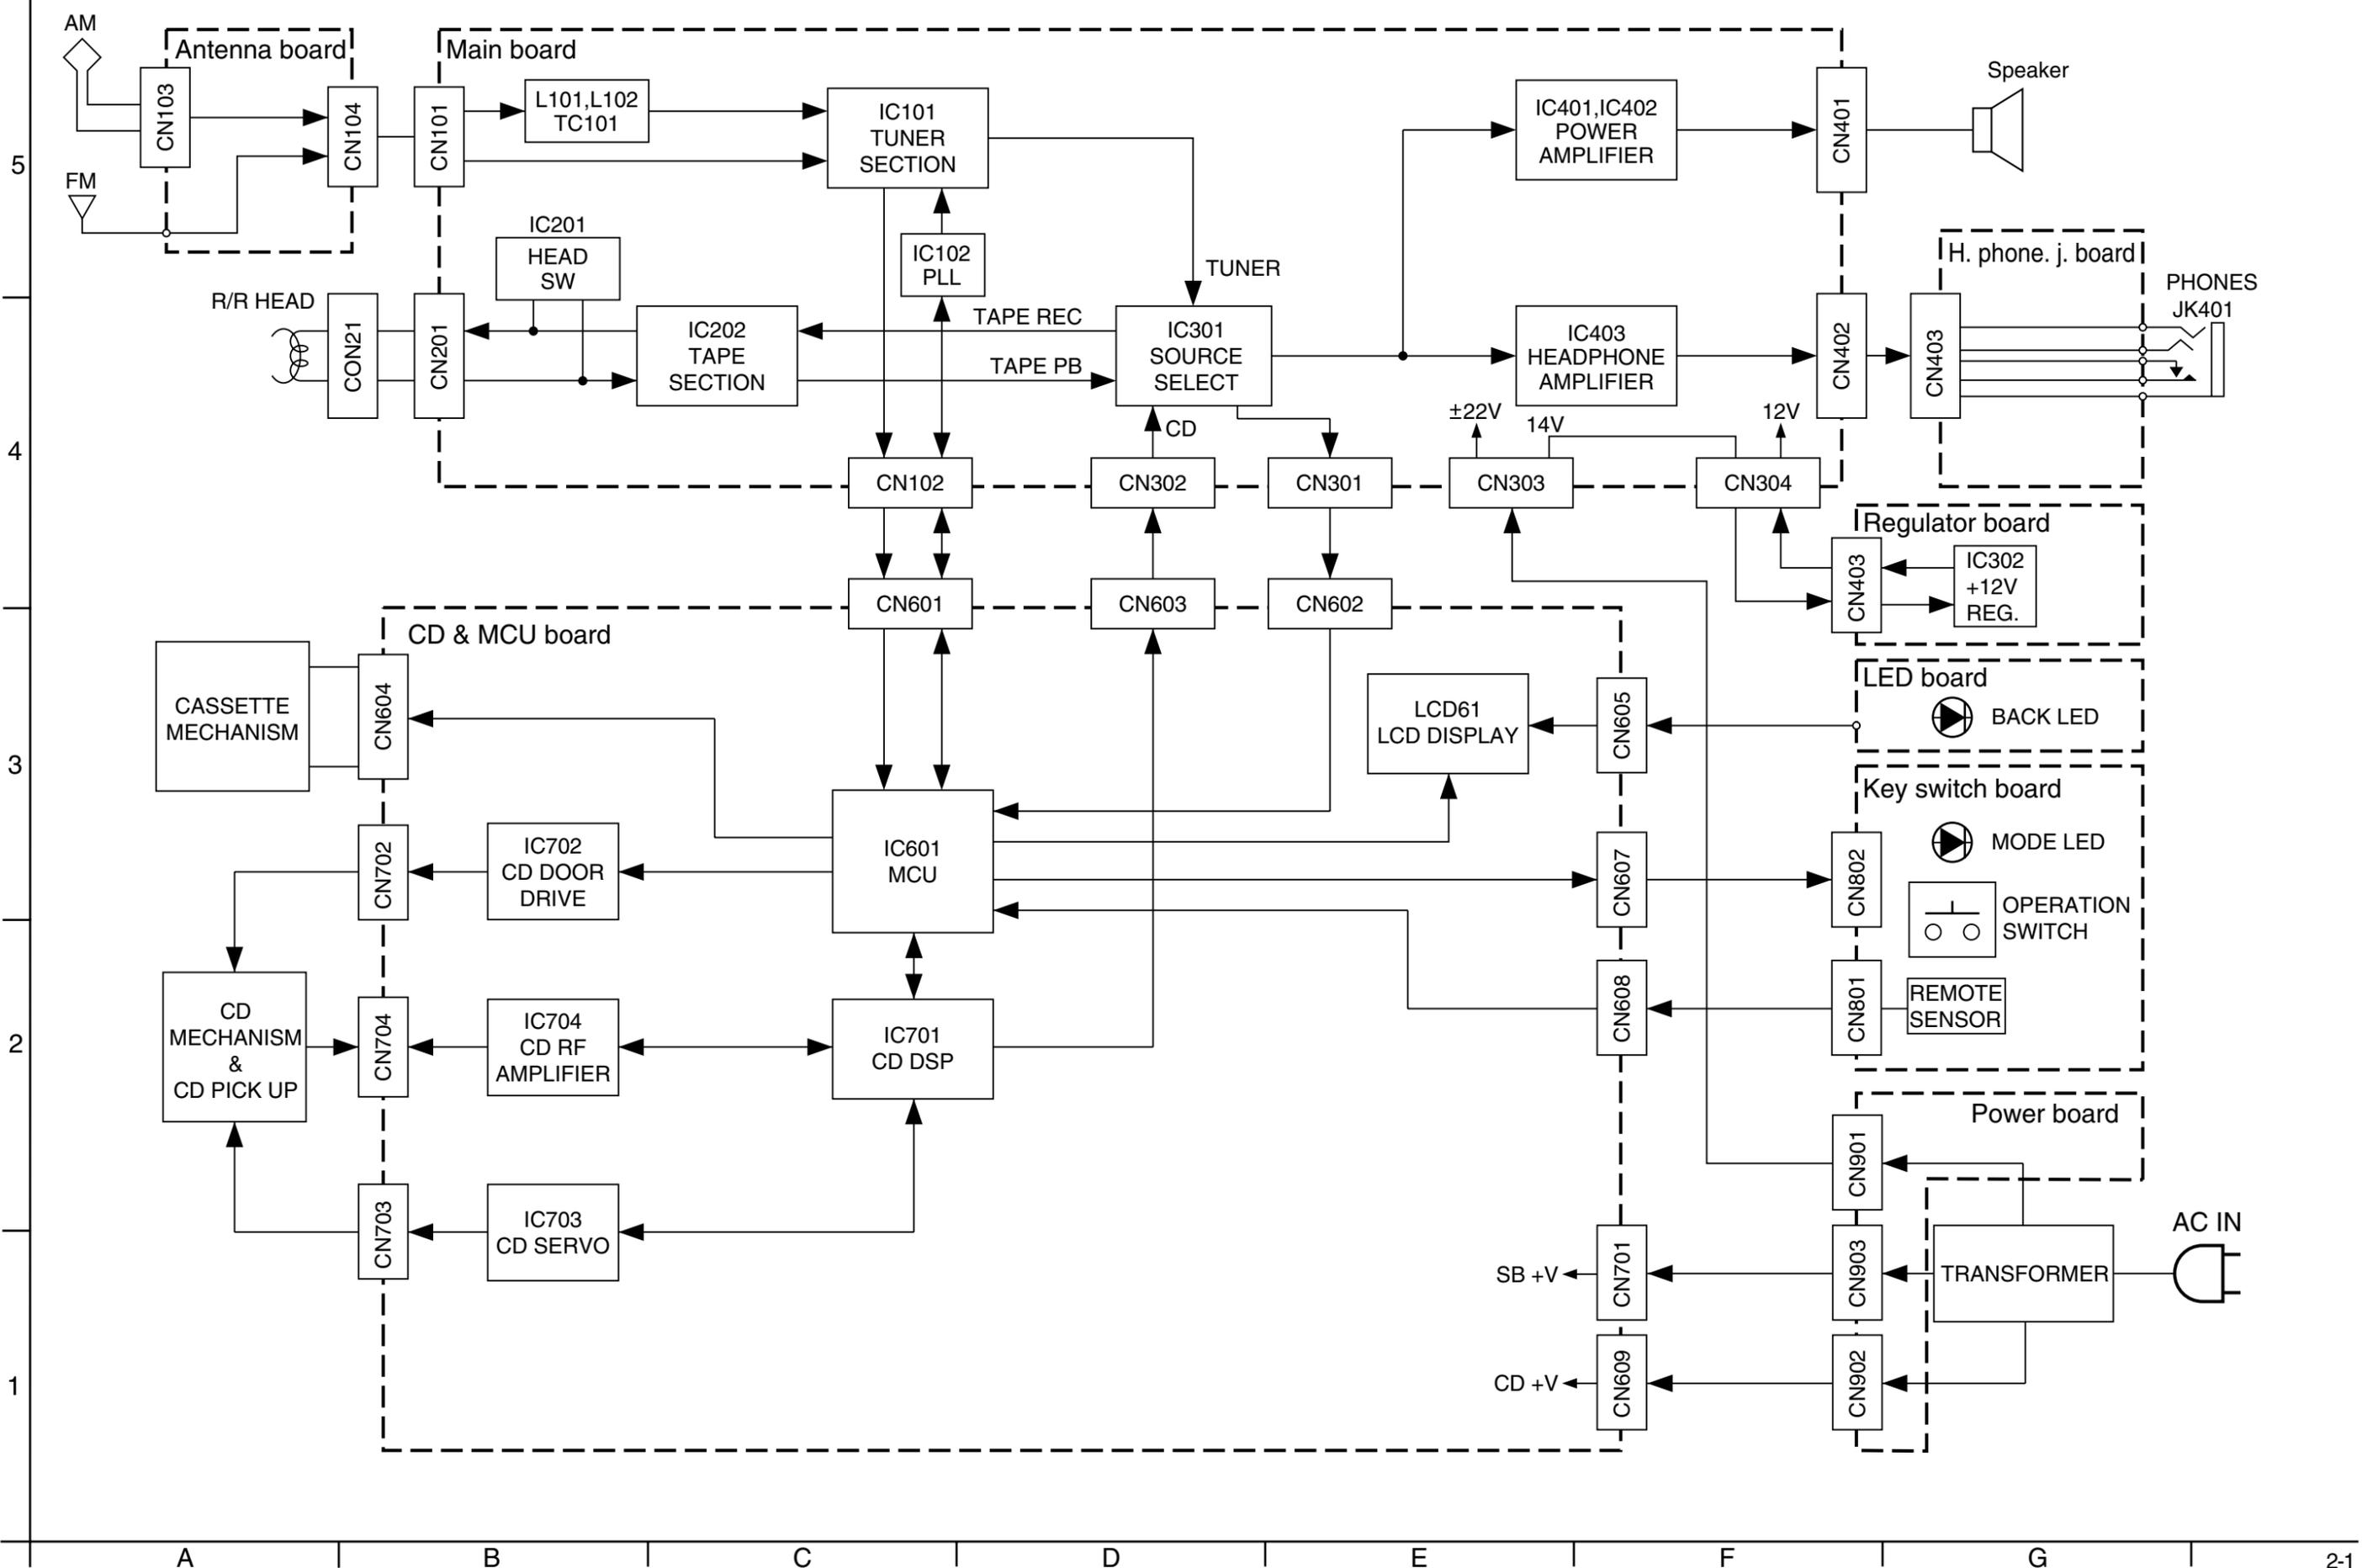 AM
Antenna board
Main board
CN103
CN104
CN101
L101,L102
TC101
IC101
TUNER
SECTION
IC401,IC402
POWER
AMPLIFIER
CN401
Speaker
5
FM
IC201
HEAD
SW
IC102
PLL
TUNER
H. phone. j. board
R/R HEAD
CON21
CN201
IC202
TAPE
SECTION
TAPE REC
TAPE PB
IC301
SOURCE
SELECT
IC403
HEADPHONE
AMPLIFIER
CN402
CN403
PHONES
JK401
4
CD
±22V
14V
12V
CN102
CN302
CN301
CN303
CN304
Regulator board
CN403
IC302
+12V
REG.
CN601
CN603
CN602
CD & MCU board
CASSETTE
MECHANISM
CN604
LCD61
LCD DISPLAY
CN605
LED board
BACK LED
3
Key switch board
MODE LED
CN702
IC702
CD DOOR
DRIVE
IC601
MCU
CN607
CN802
OPERATION
SWITCH
2
CD
MECHANISM
&
CD PICK UP
CN704
IC704
CD RF
AMPLIFIER
IC701
CD DSP
CN608
CN801
REMOTE
SENSOR
Power board
CN901
CN703
IC703
CD SERVO
AC IN
SB +V
CN701
CN903
TRANSFORMER
1
CD +V
CN609
CN902
A
B
C
D
E
F
G
2-1